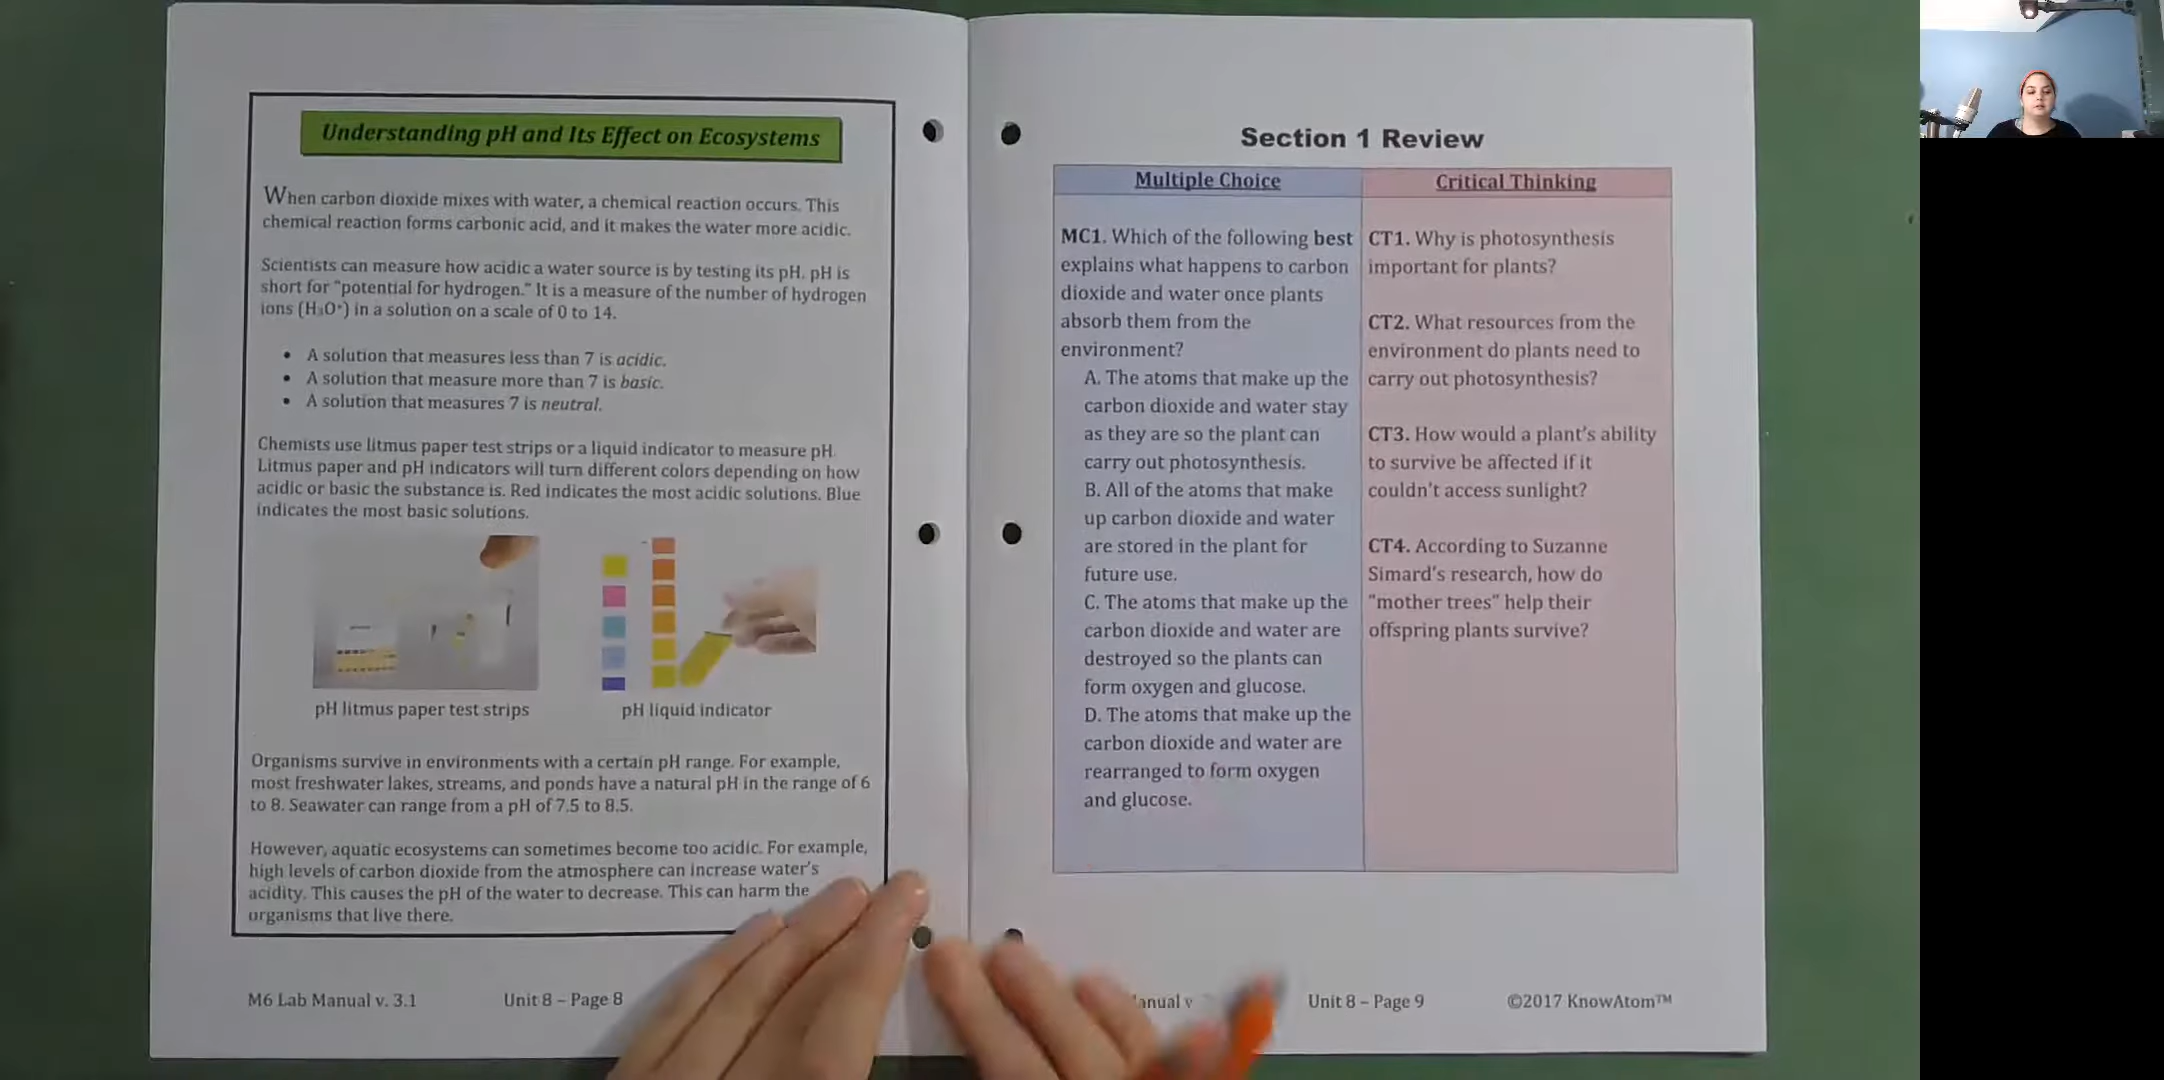 Understanding pH and Its Effect on Ecosystems
When carbon dioxide mixes with water, a chemical reaction occurs. This
chemical reaction forms carbonic acid, and it makes the water more acidic.
Scientists can measure how acidic a water source is by testing its pH. pH is
short for "potential for hydrogen." It is a measure of the number of hydrogen
ions (H₃O⁺) in a solution on a scale of 0 to 14.
• A solution that measures less than 7 is acidic.
• A solution that measure more than 7 is basic.
• A solution that measures 7 is neutral.
Chemists use litmus paper test strips or a liquid indicator to measure pH.
Litmus paper and pH indicators will turn different colors depending on how
acidic or basic the substance is. Red indicates the most acidic solutions. Blue
indicates the most basic solutions.
pH litmus paper test strips
pH liquid indicator
Organisms survive in environments with a certain pH range. For example,
most freshwater lakes, streams, and ponds have a natural pH in the range of 6
to 8. Seawater can range from a pH of 7.5 to 8.5.
However, aquatic ecosystems can sometimes become too acidic. For example,
high levels of carbon dioxide from the atmosphere can increase water's
acidity. This causes the pH of the water to decrease. This can harm the
organisms that live there.
M6 Lab Manual v. 3.1
Unit 8 – Page 8
Section 1 Review
Multiple Choice
MC1. Which of the following best
explains what happens to carbon
dioxide and water once plants
absorb them from the
environment?
A. The atoms that make up the
carbon dioxide and water stay
as they are so the plant can
carry out photosynthesis.
B. All of the atoms that make
up carbon dioxide and water
are stored in the plant for
future use.
C. The atoms that make up the
carbon dioxide and water are
destroyed so the plants can
form oxygen and glucose.
D. The atoms that make up the
carbon dioxide and water are
rearranged to form oxygen
and glucose.
Critical Thinking
CT1. Why is photosynthesis
important for plants?
CT2. What resources from the
environment do plants need to
carry out photosynthesis?
CT3. How would a plant's ability
to survive be affected if it
couldn't access sunlight?
CT4. According to Suzanne
Simard's research, how do
"mother trees" help their
offspring plants survive?
anual v
Unit 8 – Page 9
©2017 KnowAtom™